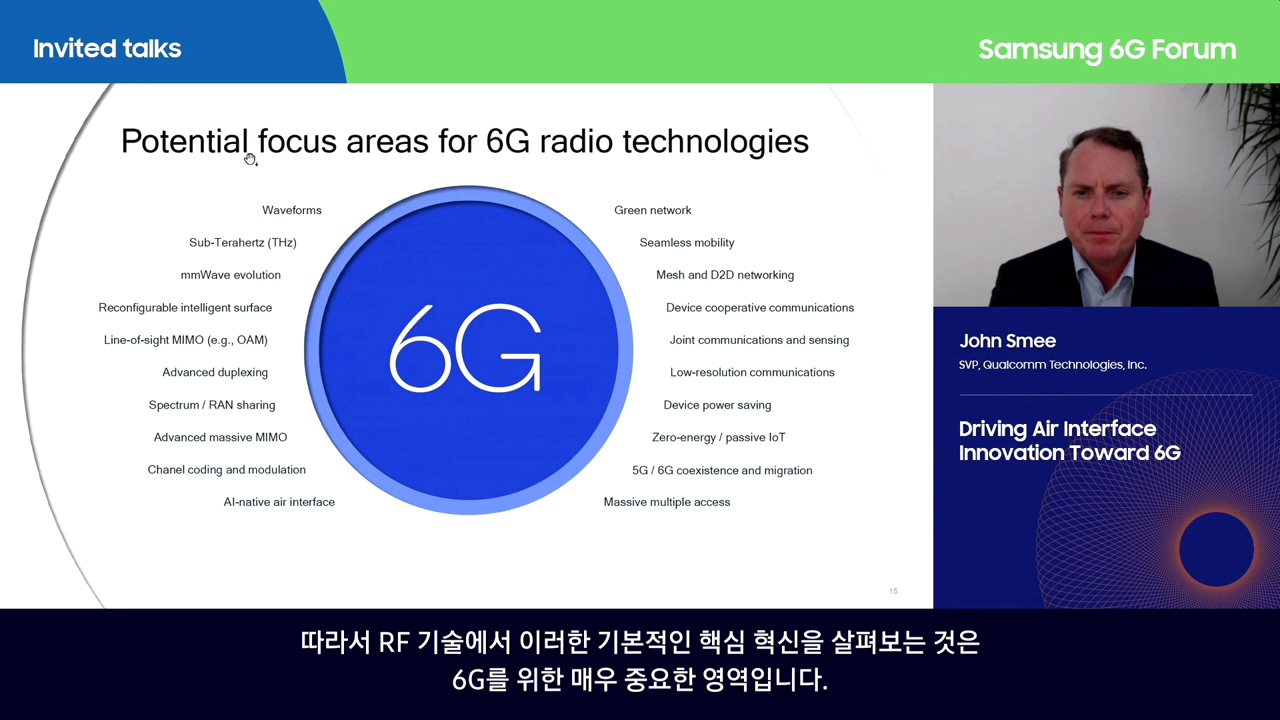 Invited talks
Samsung 6G Forum
Potential focus areas for 6G radio technologies
Waveforms
Sub-Terahertz (THz)
mmWave evolution
Reconfigurable intelligent surface
Line-of-sight MIMO (e.g., OAM)
Advanced duplexing
Spectrum / RAN sharing
Advanced massive MIMO
Chanel coding and modulation
AI-native air interface
6G
Green network
Seamless mobility
Mesh and D2D networking
Device cooperative communications
Joint communications and sensing
Low-resolution communications
Device power saving
Zero-energy / passive IoT
5G / 6G coexistence and migration
Massive multiple access
15
John Smee
SVP, Qualcomm Technologies, Inc.
Driving Air Interface
Innovation Toward 6G
따라서 RF 기술에서 이러한 기본적인 핵심 혁신을 살펴보는 것은
6G를 위한 매우 중요한 영역입니다.